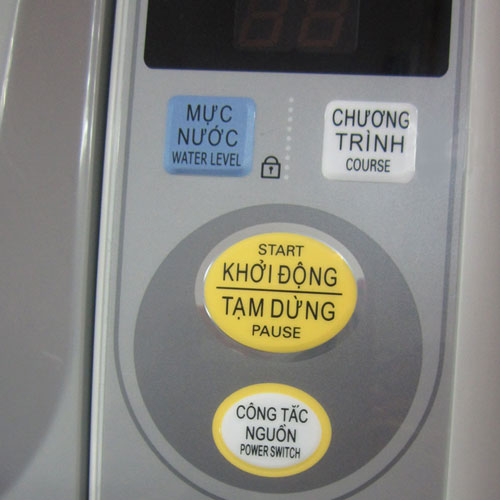 MỰC
NƯỚC
WATER LEVEL
CHƯƠNG
TRÌNH
COURSE
START
KHỞI ĐỘNG
TẠM DỪNG
PAUSE
CÔNG TẮC
NGUỒN
POWER SWITCH